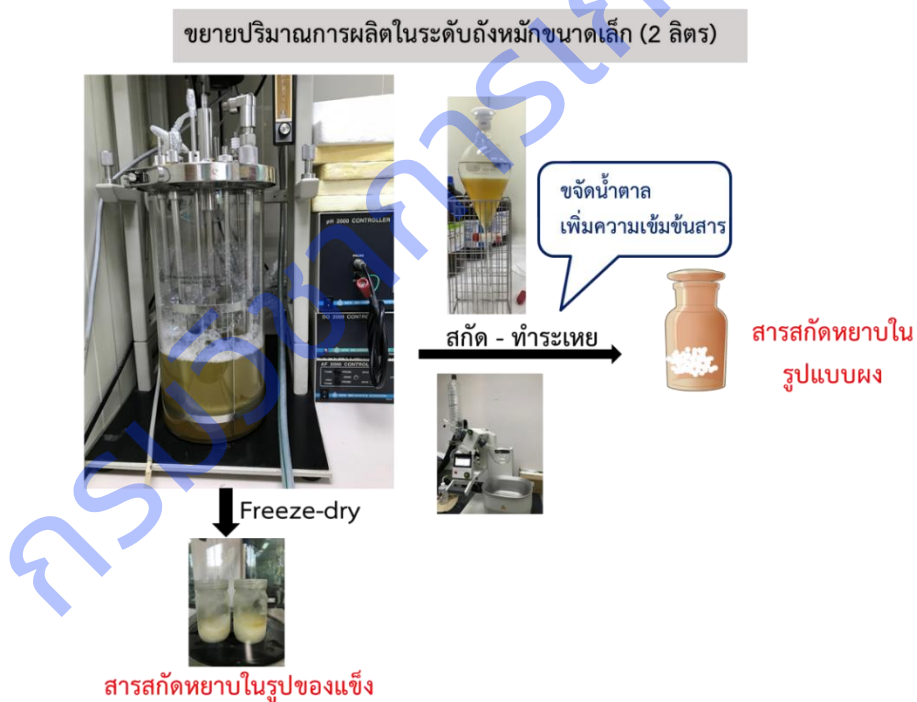 ขยายปริมาณการผลิตในระดับถังหมักขนาดเล็ก (2 ลิตร)
pH 2000 CONTROLLER
ขจัดน้ำตาล
เพิ่มความเข้มข้นสาร
สกัด - ทำระเหย
สารสกัดหยาบใน
รูปแบบผง
Freeze-dry
สารสกัดหยาบในรูปของแข็ง